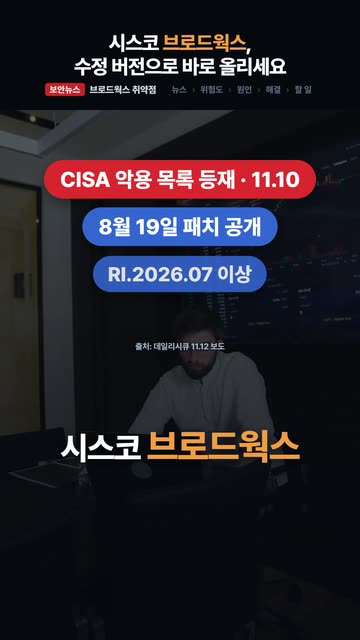 시스코 브로드웍스,
수정 버전으로 바로 올리세요
보안뉴스 브로드웍스 취약점 뉴스 › 위험도 › 원인 › 해결 › 할 일
CISA 악용 목록 등재 · 11.10
8월 19일 패치 공개
RI.2026.07 이상
출처: 데일리시큐 11.12 보도
시스코 브로드웍스